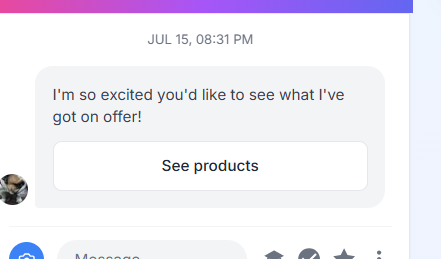 JUL 15, 08:31 PM
I'm so excited you'd like to see what I've
got on offer!
See products
Message